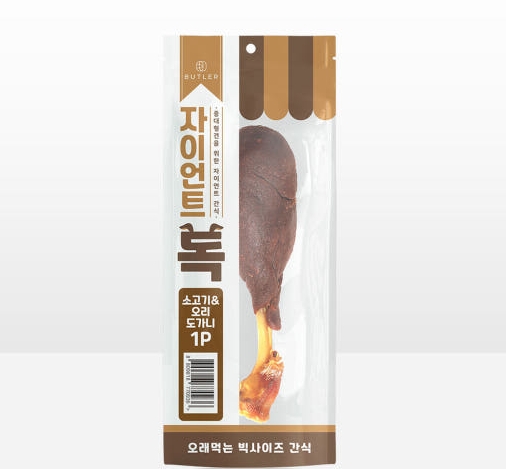 BUTLER
자이언트
-중대형견을 위한 자이언트 간식-
독
소고기&
오리
도가니
1P
오래먹는 빅사이즈 간식